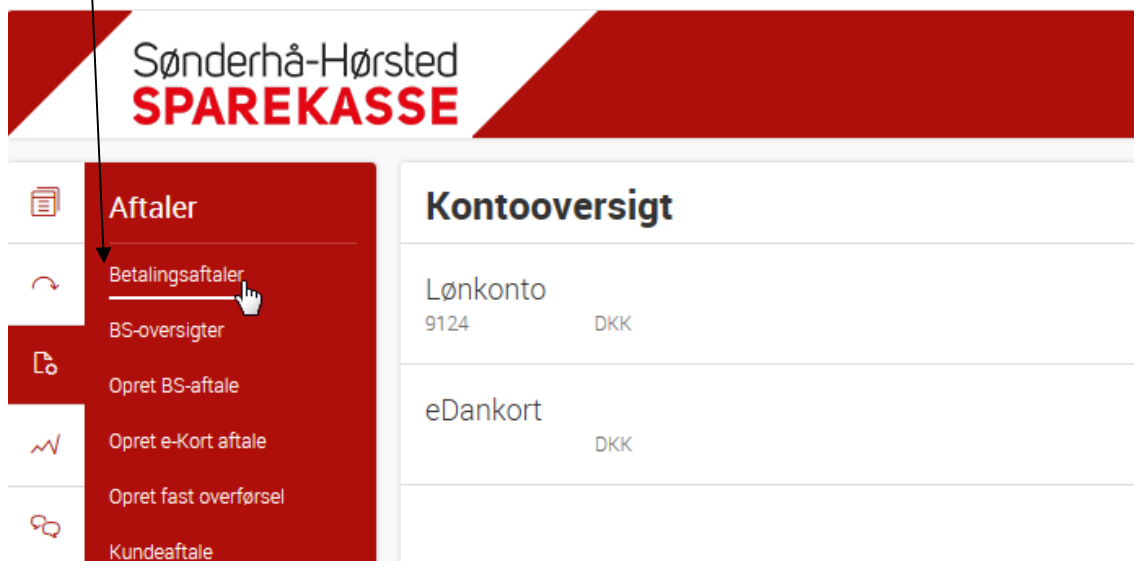 Sønderhå-Hørsted
SPAREKASSE
Aftaler
Betalingsaftaler
BS-oversigter
Opret BS-aftale
Opret e-Kort aftale
Opret fast overførsel
Kundeaftale
Kontooversigt
Lønkonto
9124 DKK
eDankort
DKK